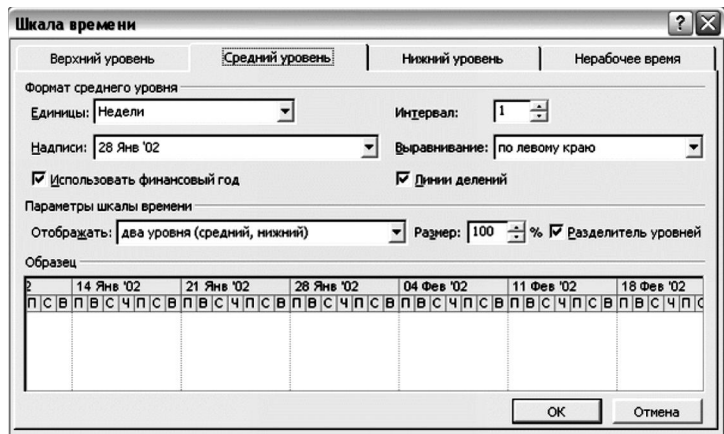 Шкала времени
Верхний уровень Средний уровень Нижний уровень Нерабочее время
Формат среднего уровня
Единицы: Недели Интервал: 1
Надписи: 28 Янв '02 Выравнивание: по левому краю
Использовать финансовый год Линии делений
Параметры шкалы времени
Отображать: два уровня (средний, нижний) Размер: 100 % Разделитель уровней
Образец
2 14 Янв '02 21 Янв '02 28 Янв '02 04 Фев '02 11 Фев '02 18 Фев '02
П С В П В С Ч П С В П В С Ч П С В П В С Ч П С В П В С Ч П С В П В С Ч П С В П В С Ч П С
ОК Отмена